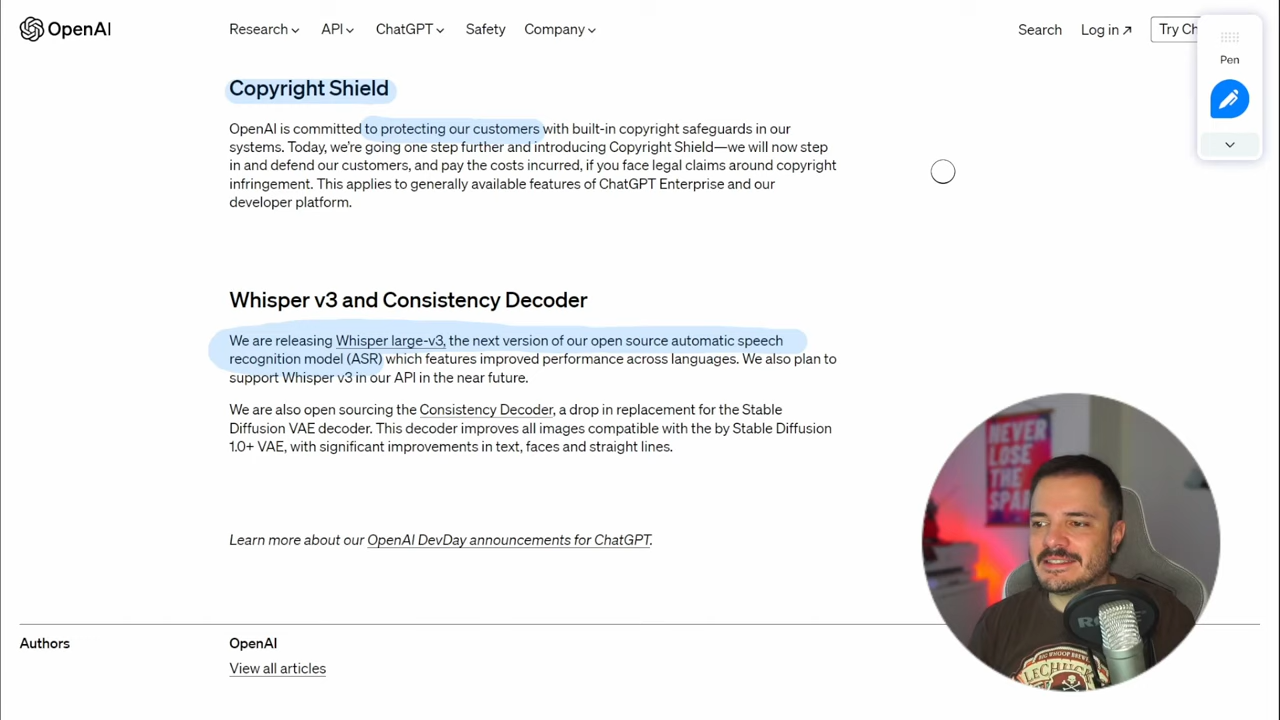 OpenAI
Research
API
ChatGPT
Safety
Company
Search
Log in ↗
Try Ch
Pen
Copyright Shield
OpenAI is committed to protecting our customers with built-in copyright safeguards in our
systems. Today, we're going one step further and introducing Copyright Shield—we will now step
in and defend our customers, and pay the costs incurred, if you face legal claims around copyright
infringement. This applies to generally available features of ChatGPT Enterprise and our
developer platform.
Whisper v3 and Consistency Decoder
We are releasing Whisper large-v3, the next version of our open source automatic speech
recognition model (ASR) which features improved performance across languages. We also plan to
support Whisper v3 in our API in the near future.
We are also open sourcing the Consistency Decoder, a drop in replacement for the Stable
Diffusion VAE decoder. This decoder improves all images compatible with the by Stable Diffusion
1.0+ VAE, with significant improvements in text, faces and straight lines.
Learn more about our OpenAI DevDay announcements for ChatGPT.
NEVER
LOSE
THE
Authors
OpenAI
View all articles